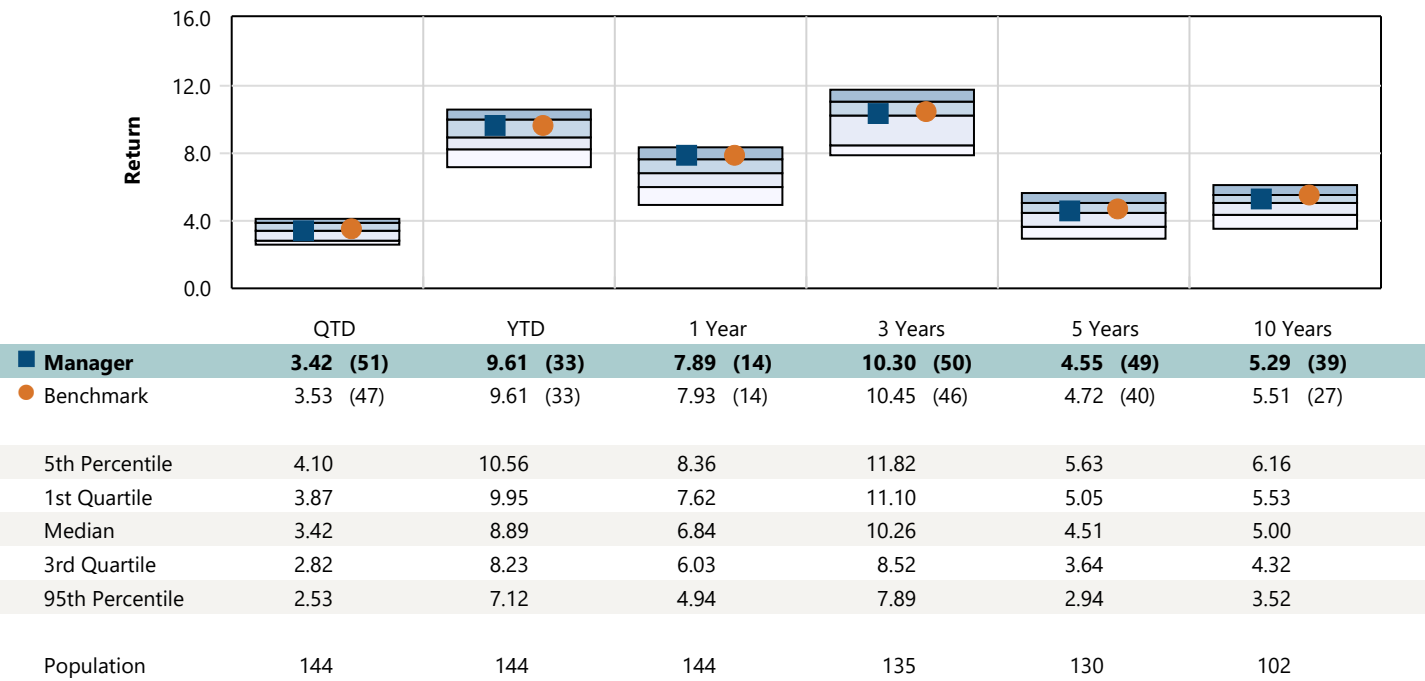 16.0
12.0
8.0
4.0
0.0
Return
QTD YTD 1 Year 3 Years 5 Years 10 Years
Manager 3.42 (51) 9.61 (33) 7.89 (14) 10.30 (50) 4.55 (49) 5.29 (39)
Benchmark 3.53 (47) 9.61 (33) 7.93 (14) 10.45 (46) 4.72 (40) 5.51 (27)
5th Percentile 4.10 10.56 8.36 11.82 5.63 6.16
1st Quartile 3.87 9.95 7.62 11.10 5.05 5.53
Median 3.42 8.89 6.84 10.26 4.51 5.00
3rd Quartile 2.82 8.23 6.03 8.52 3.64 4.32
95th Percentile 2.53 7.12 4.94 7.89 2.94 3.52
Population 144 144 144 135 130 102